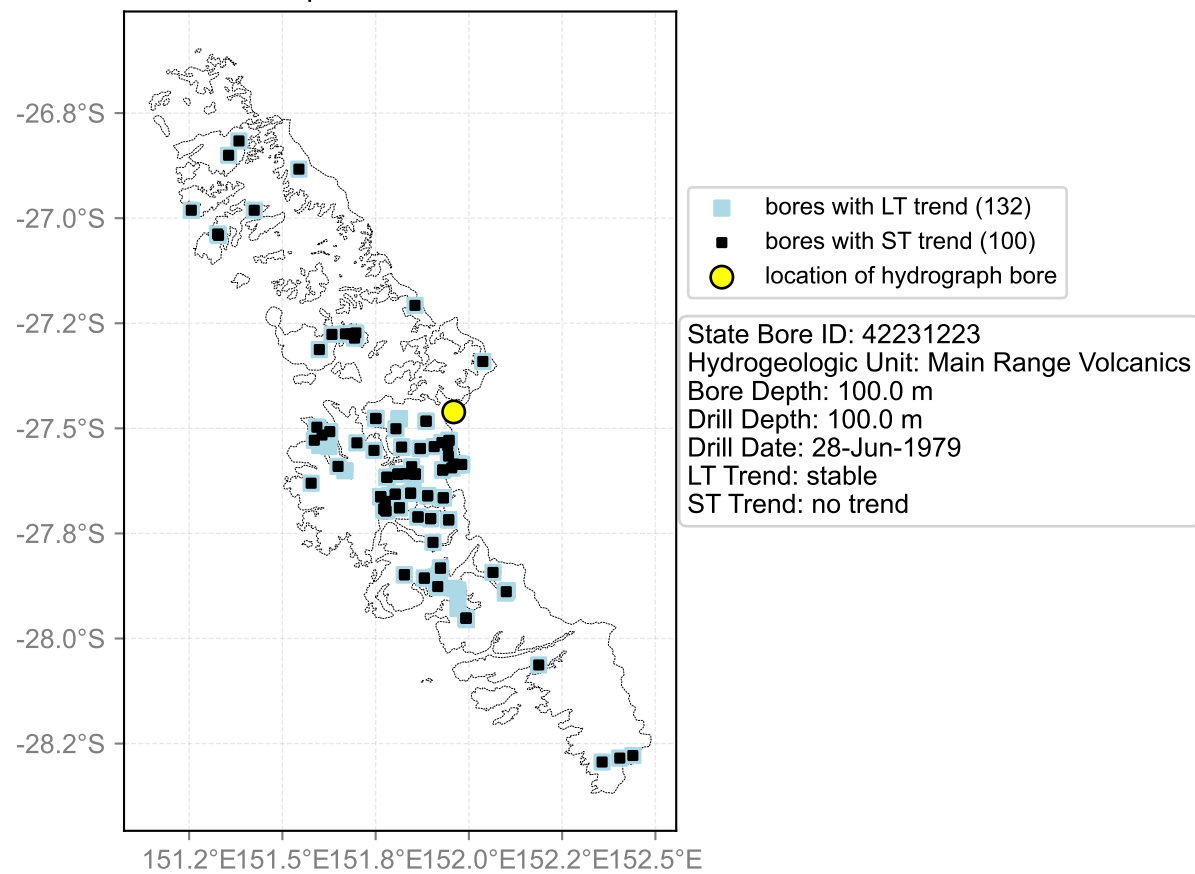 -26.8°S
-27.0°S
-27.2°S
-27.5°S
-27.8°S
-28.0°S
-28.2°S
151.2°E151.5°E151.8°E152.0°E152.2°E152.5°E
bores with LT trend (132)
bores with ST trend (100)
location of hydrograph bore
State Bore ID: 42231223
Hydrogeologic Unit: Main Range Volcanics
Bore Depth: 100.0 m
Drill Depth: 100.0 m
Drill Date: 28-Jun-1979
LT Trend: stable
ST Trend: no trend